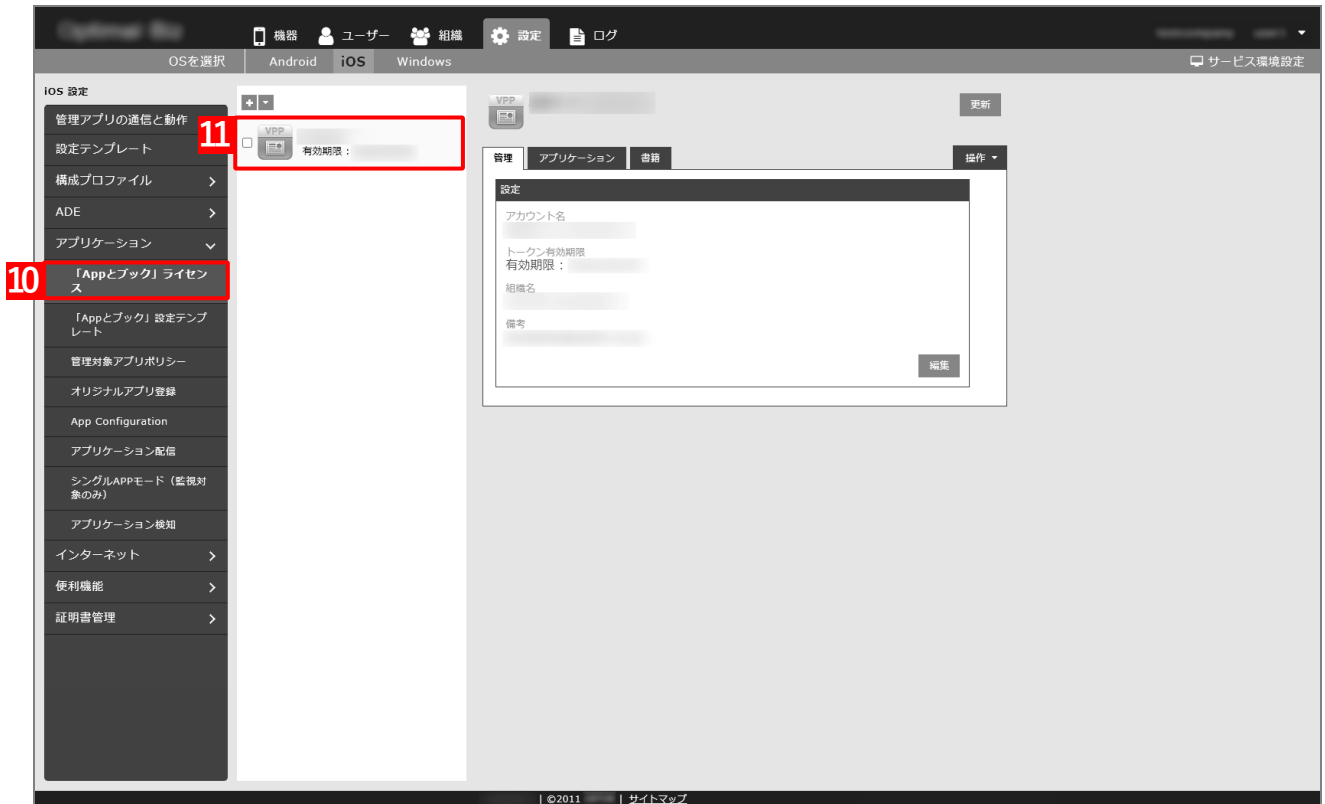 機器
ユーザー
組織
設定
ログ
OSを選択
Android
iOS
Windows
サービス環境設定
iOS 設定
管理アプリの通信と動作
設定テンプレート
構成プロファイル
ADE
アプリケーション
10
「Appとブック」ライセン
ス
「Appとブック」設定テンプ
レート
管理対象アプリポリシー
オリジナルアプリ登録
App Configuration
アプリケーション配信
シングルAPPモード（監視対
象のみ）
アプリケーション検知
インターネット
便利機能
証明書管理
11
VPP
有効期限：
VPP
更新
管理
アプリケーション
書籍
操作
設定
アカウント名
トークン有効期限
有効期限：
組織名
備考
編集
| ©2011 | サイトマップ